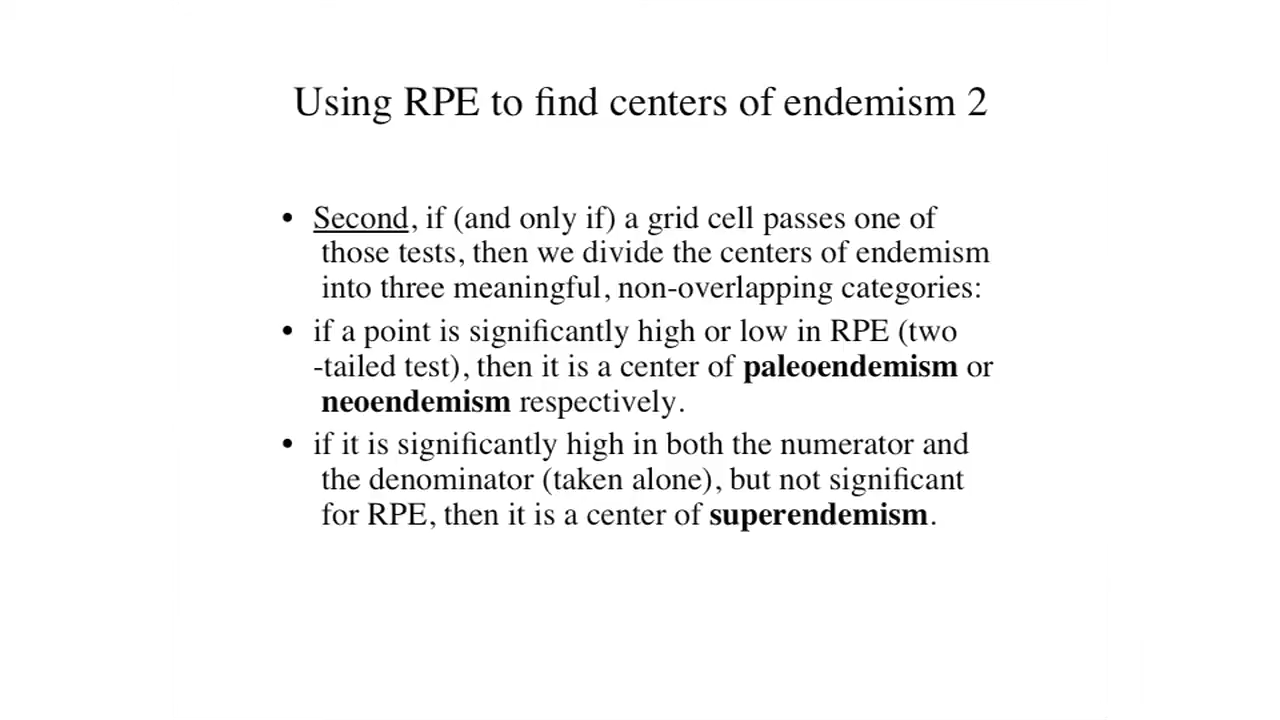 Using RPE to find centers of endemism 2
• Second, if (and only if) a grid cell passes one of
those tests, then we divide the centers of endemism
into three meaningful, non-overlapping categories:
• if a point is significantly high or low in RPE (two
-tailed test), then it is a center of paleoendemism or
neoendemism respectively.
• if it is significantly high in both the numerator and
the denominator (taken alone), but not significant
for RPE, then it is a center of superendemism.